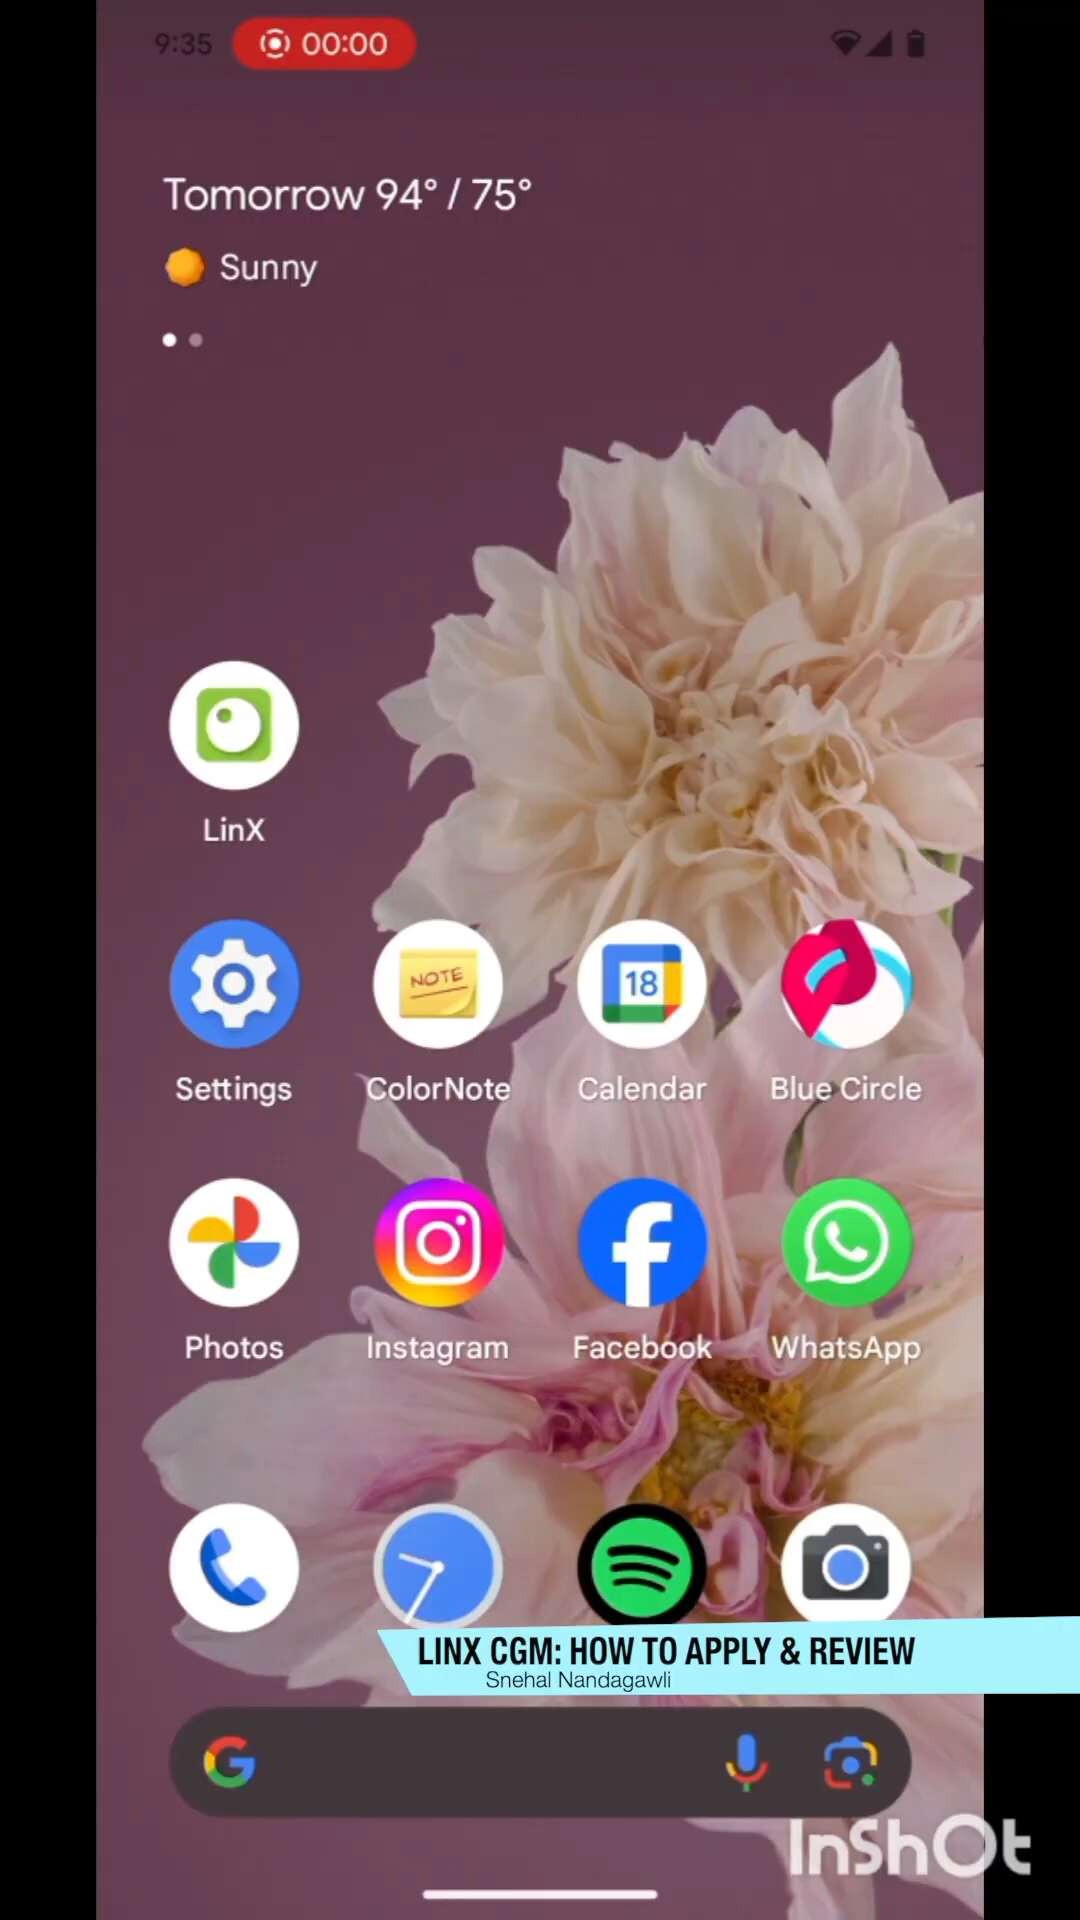 9:35
00:00
Tomorrow 94° / 75°
Sunny
LinX
NOTE
18
Settings
ColorNote
Calendar
Blue Circle
Photos
Instagram
Facebook
WhatsApp
LINX CGM: HOW TO APPLY & REVIEW
Snehal Nandagawli
InShOt